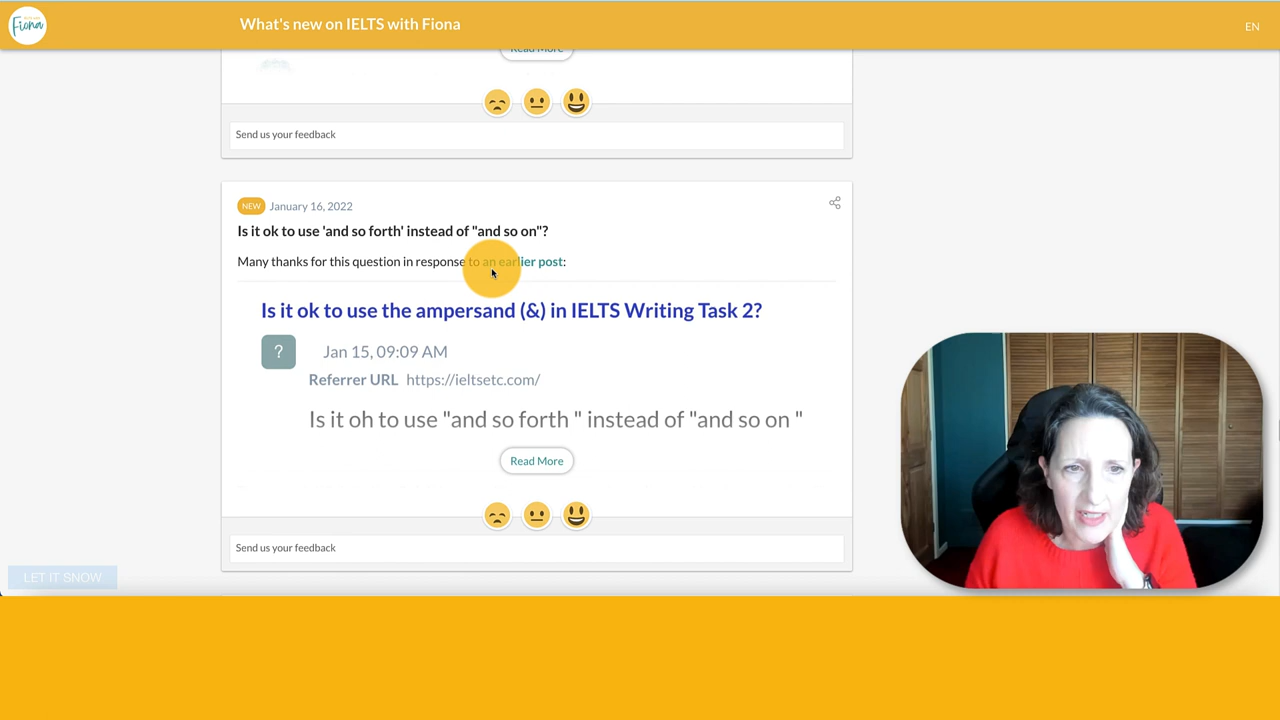 Fiona
What's new on IELTS with Fiona
EN
Read More
Send us your feedback
NEW January 16, 2022
Is it ok to use 'and so forth' instead of "and so on"?
Many thanks for this question in response to an earlier post:
Is it ok to use the ampersand (&) in IELTS Writing Task 2?
? Jan 15, 09:09 AM
Referrer URL https://ieltsetc.com/
Is it oh to use "and so forth " instead of "and so on "
Read More
Send us your feedback
LET IT SNOW